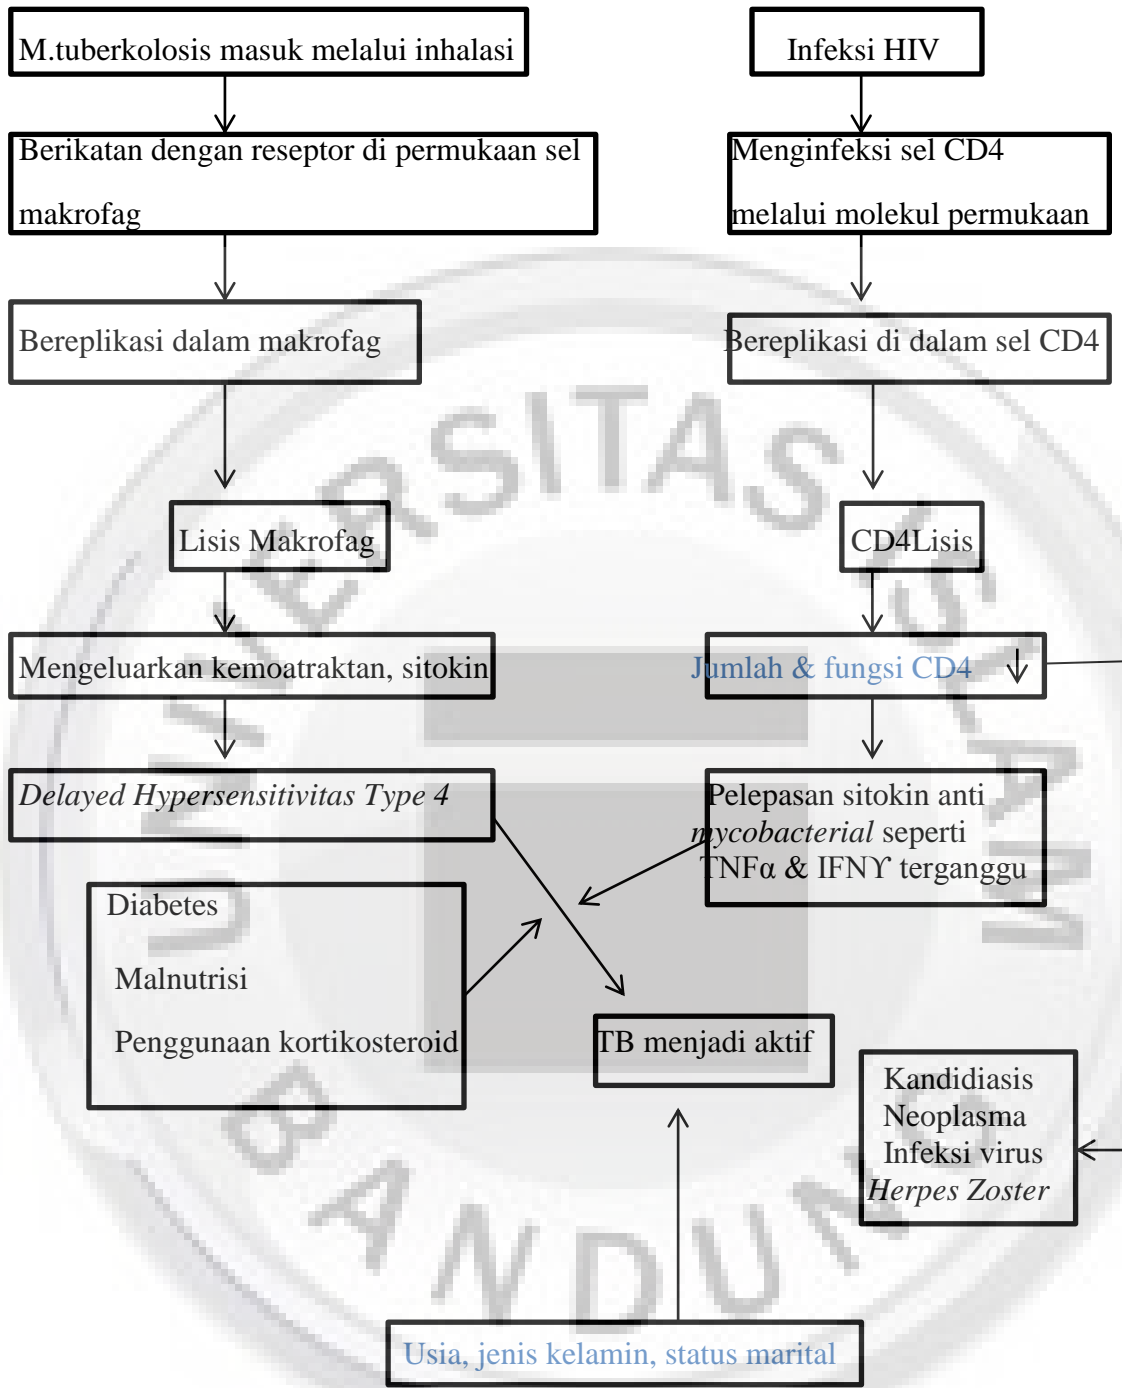 M.tuberkolosis masuk melalui inhalasi
Infeksi HIV
Berikatan dengan reseptor di permukaan sel
makrofag
Menginfeksi sel CD4
melalui molekul permukaan
Bereplikasi dalam makrofag
Bereplikasi di dalam sel CD4
Lisis Makrofag
CD4Lisis
Mengeluarkan kemoatraktan, sitokin
Jumlah & fungsi CD4 ↓
Delayed Hypersensitivitas Type 4
Pelepasan sitokin anti
mycobacterial seperti
TNFα & IFNϒ terganggu
Diabetes
Malnutrisi
Penggunaan kortikosteroid
TB menjadi aktif
Kandidiasis
Neoplasma
Infeksi virus
Herpes Zoster
Usia, jenis kelamin, status marital
UNIVERSITAS ISLAM
BANDUNG